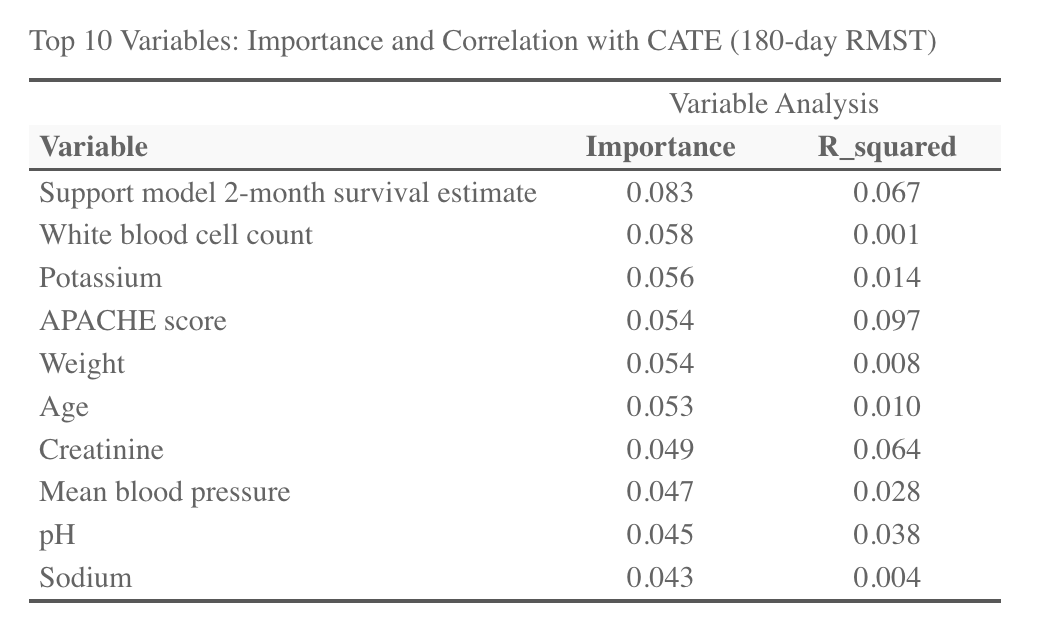 Top 10 Variables: Importance and Correlation with CATE (180-day RMST)
Variable Analysis
Variable Importance R_squared
Support model 2-month survival estimate 0.083 0.067
White blood cell count 0.058 0.001
Potassium 0.056 0.014
APACHE score 0.054 0.097
Weight 0.054 0.008
Age 0.053 0.010
Creatinine 0.049 0.064
Mean blood pressure 0.047 0.028
pH 0.045 0.038
Sodium 0.043 0.004